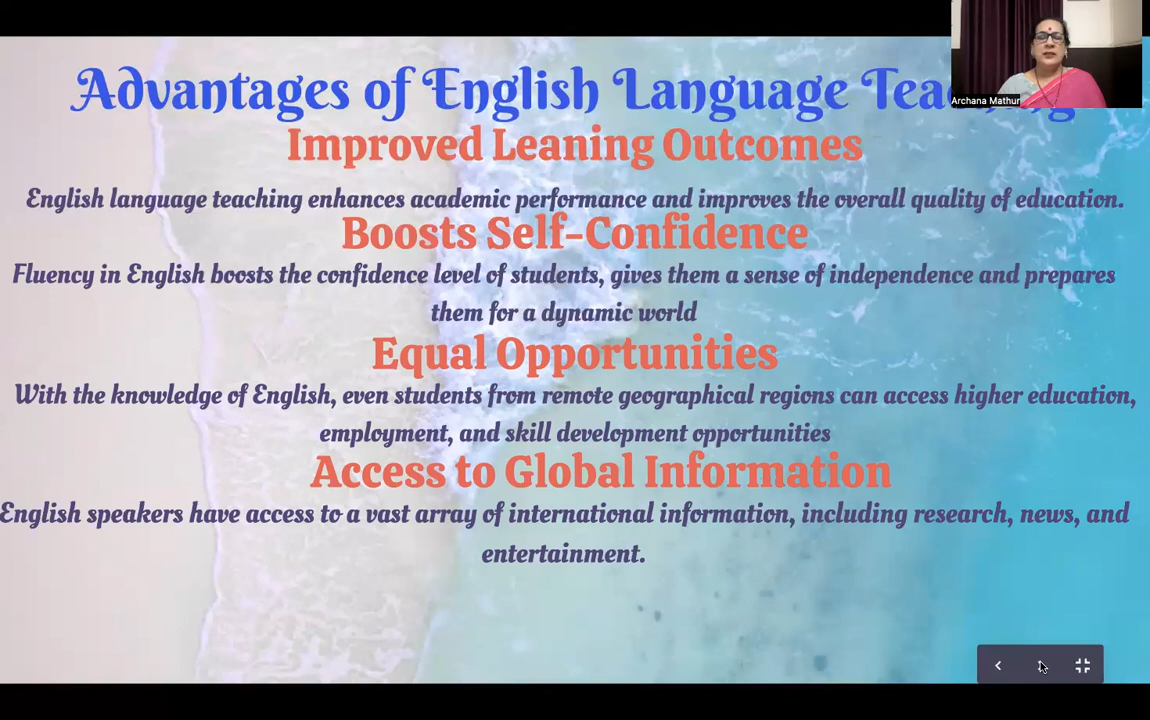 Advantages of English Language
Archana Mathur
Improved Leaning Outcomes
English language teaching enhances academic performance and improves the overall quality of education.
Boosts Self-Confidence
Fluency in English boosts the confidence level of students, gives them a sense of independence and prepares
them for a dynamic world
Equal Opportunities
With the knowledge of English, even students from remote geographical regions can access higher education,
employment, and skill development opportunities
Access to Global Information
English speakers have access to a vast array of international information, including research, news, and
entertainment.